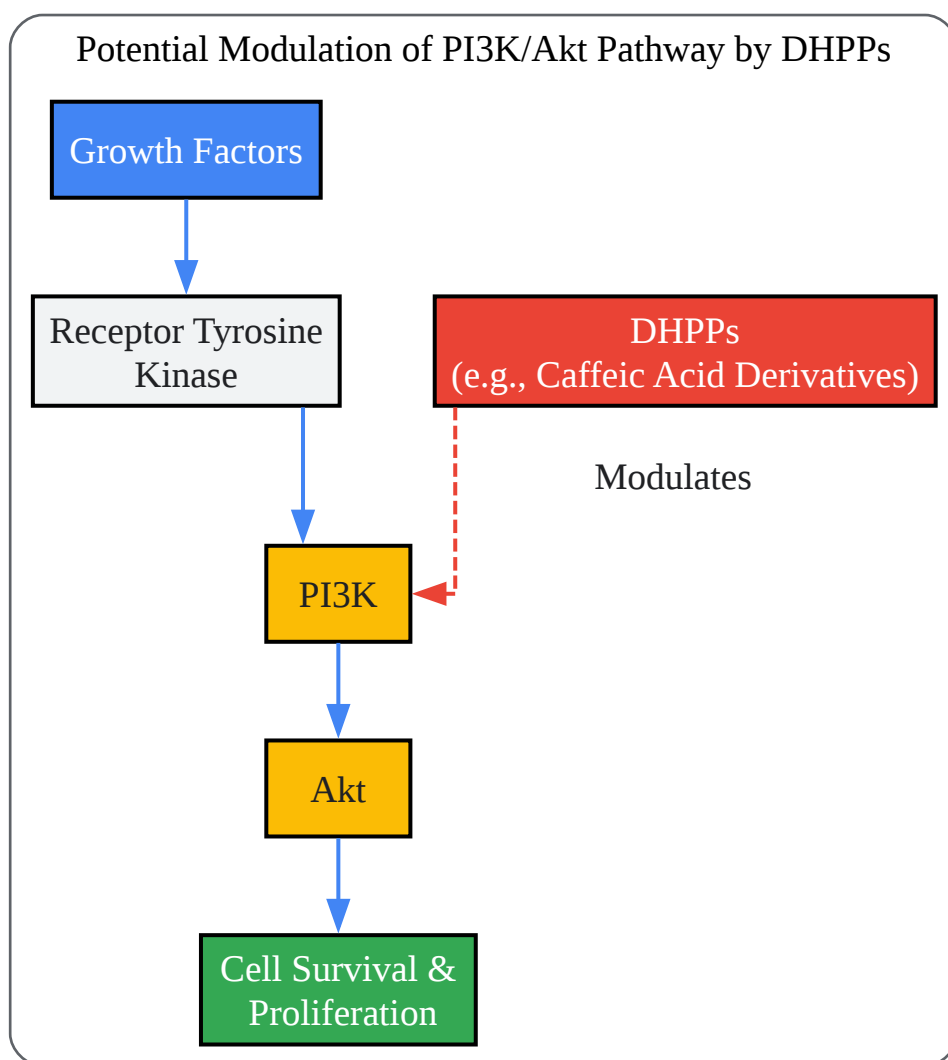 Potential Modulation of PI3K/Akt Pathway by DHPPs
Growth Factors
Receptor Tyrosine
Kinase
DHPPs
(e.g., Caffeic Acid Derivatives)
Modulates
PI3K
Akt
Cell Survival &
Proliferation